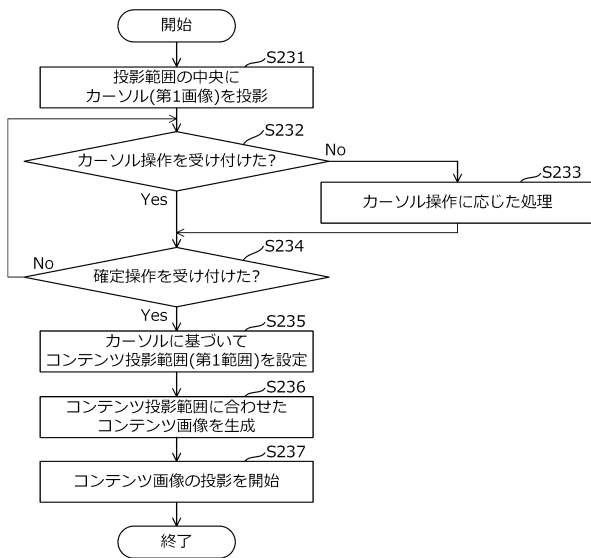 開始
S231
投影範囲の中央に
カーソル(第1画像)を投影
S232
カーソル操作を受け付けた?
No
Yes
S233
カーソル操作に応じた処理
S234
確定操作を受け付けた?
No
Yes
S235
カーソルに基づいて
コンテンツ投影範囲(第1範囲)を設定
S236
コンテンツ投影範囲に合わせた
コンテンツ画像を生成
S237
コンテンツ画像の投影を開始
終了